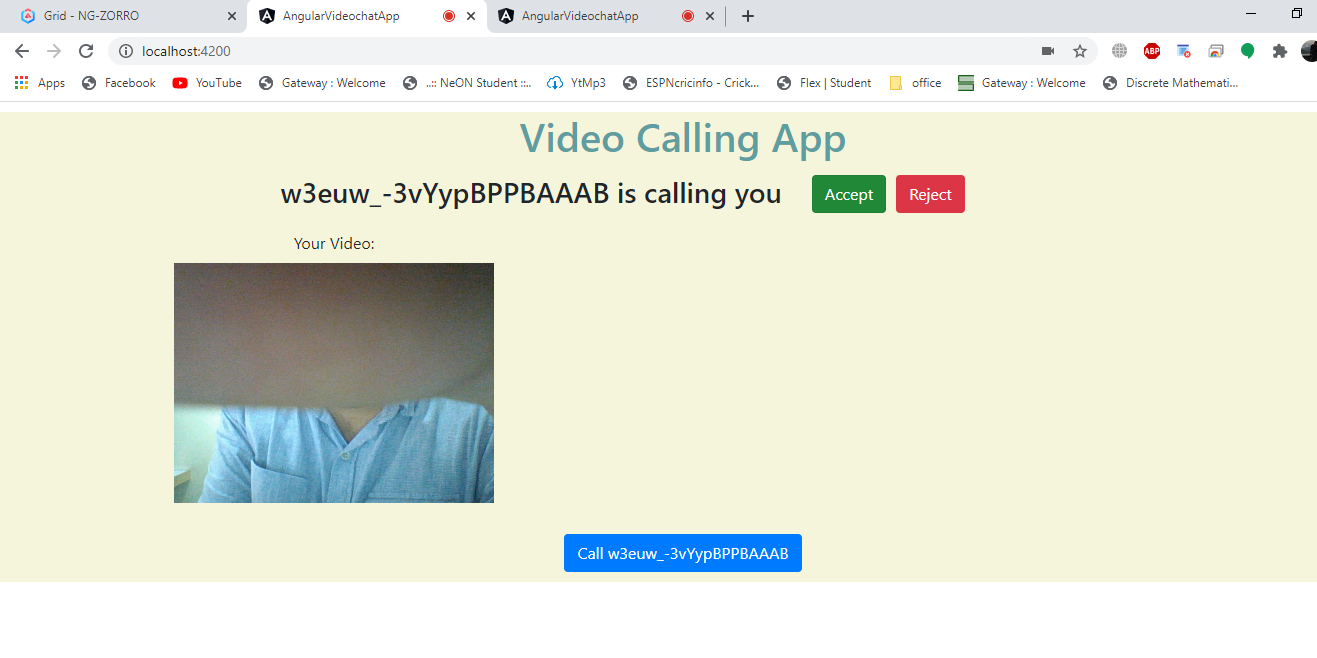 Grid - NG-ZORRO AngularVideochatApp AngularVideochatApp
localhost:4200 ABP
Apps Facebook YouTube Gateway : Welcome ..:: NeON Student ::.. YtMp3 ESPNcricinfo - Crick... Flex | Student office Gateway : Welcome Discrete Mathemati...
Video Calling App
w3euw_-3vYypBPPBAAAB is calling you Accept Reject
Your Video:
Call w3euw_-3vYypBPPBAAAB